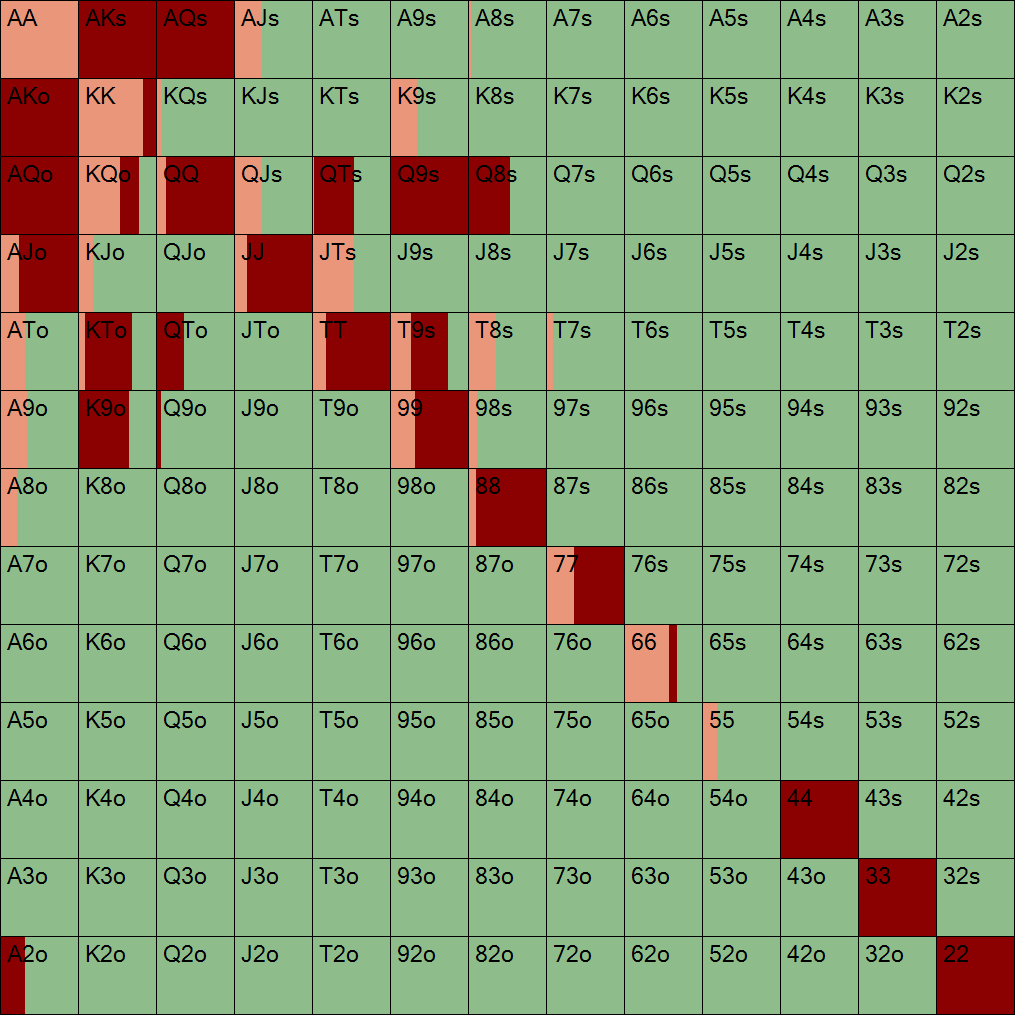 AA AKs AQs AJs ATs A9s A8s A7s A6s A5s A4s A3s A2s
AKo KK KQs KJs KTs K9s K8s K7s K6s K5s K4s K3s K2s
AQo KQo QQ QJs QTs Q9s Q8s Q7s Q6s Q5s Q4s Q3s Q2s
AJo KJo QJo JJ JTs J9s J8s J7s J6s J5s J4s J3s J2s
ATo KTo QTo JTo TT T9s T8s T7s T6s T5s T4s T3s T2s
A9o K9o Q9o J9o T9o 99 98s 97s 96s 95s 94s 93s 92s
A8o K8o Q8o J8o T8o 98o 88 87s 86s 85s 84s 83s 82s
A7o K7o Q7o J7o T7o 97o 87o 77 76s 75s 74s 73s 72s
A6o K6o Q6o J6o T6o 96o 86o 76o 66 65s 64s 63s 62s
A5o K5o Q5o J5o T5o 95o 85o 75o 65o 55 54s 53s 52s
A4o K4o Q4o J4o T4o 94o 84o 74o 64o 54o 44 43s 42s
A3o K3o Q3o J3o T3o 93o 83o 73o 63o 53o 43o 33 32s
A2o K2o Q2o J2o T2o 92o 82o 72o 62o 52o 42o 32o 22